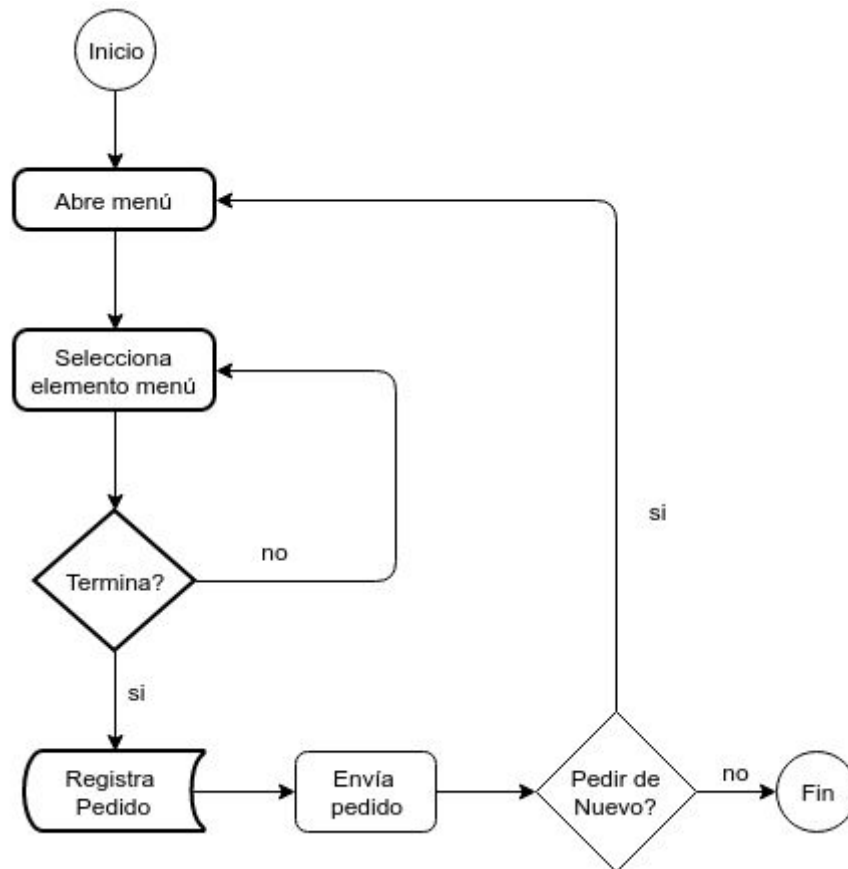 Inicio
Abre menú
Selecciona
elemento menú
no
Termina?
si
si
Registra
Pedido
Envía
pedido
Pedir de
Nuevo?
no
Fin